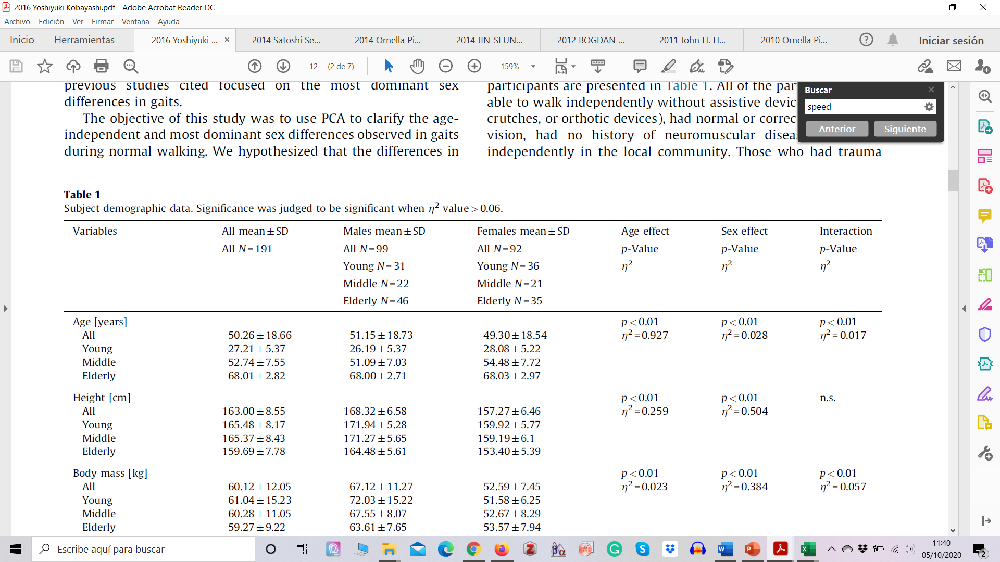 2016 Yoshiyuki Kobayashi.pdf - Adobe Acrobat Reader DC
Archivo Edición Ver Firmar Ventana Ayuda
Inicio Herramientas 2016 Yoshiyuki ... × 2014 Satoshi Se... 2014 Ornella Pi... 2014 JIN-SEUN... 2012 BOGDAN ... 2011 John H. H... 2010 Ornella Pi... Iniciar sesión
12 (2 de 7) 159%
previous studies cited focused on the most dominant sex
differences in gaits.
The objective of this study was to use PCA to clarify the age-
independent and most dominant sex differences observed in gaits
during normal walking. We hypothesized that the differences in
participants are presented in Table 1. All of the par
able to walk independently without assistive devic
crutches, or orthotic devices), had normal or correc
vision, had no history of neuromuscular disea
independently in the local community. Those who had trauma
Buscar
speed
Anterior Siguiente
Table 1
Subject demographic data. Significance was judged to be significant when η² value > 0.06.
Variables All mean ± SD Males mean ± SD Females mean ± SD Age effect Sex effect Interaction
All N = 191 All N = 99 All N = 92 p-Value p-Value p-Value
Young N = 31 Young N = 36 η² η² η²
Middle N = 22 Middle N = 21
Elderly N = 46 Elderly N = 35
Age [years] p < 0.01 p < 0.01 p < 0.01
All 50.26 ± 18.66 51.15 ± 18.73 49.30 ± 18.54 η² = 0.927 η² = 0.028 η² = 0.017
Young 27.21 ± 5.37 26.19 ± 5.37 28.08 ± 5.22
Middle 52.74 ± 7.55 51.09 ± 7.03 54.48 ± 7.72
Elderly 68.01 ± 2.82 68.00 ± 2.71 68.03 ± 2.97
Height [cm] p < 0.01 p < 0.01 n.s.
All 163.00 ± 8.55 168.32 ± 6.58 157.27 ± 6.46 η² = 0.259 η² = 0.504
Young 165.48 ± 8.17 171.94 ± 5.28 159.92 ± 5.77
Middle 165.37 ± 8.43 171.27 ± 5.65 159.19 ± 6.1
Elderly 159.69 ± 7.78 164.48 ± 5.61 153.40 ± 5.39
Body mass [kg] p < 0.01 p < 0.01 p < 0.01
All 60.12 ± 12.05 67.12 ± 11.27 52.59 ± 7.45 η² = 0.023 η² = 0.384 η² = 0.057
Young 61.04 ± 15.23 72.03 ± 15.22 51.58 ± 6.25
Middle 60.28 ± 11.05 67.55 ± 8.07 52.67 ± 8.29
Elderly 59.27 ± 9.22 63.61 ± 7.65 53.57 ± 7.94
Escribe aquí para buscar
11:40
05/10/2020
2